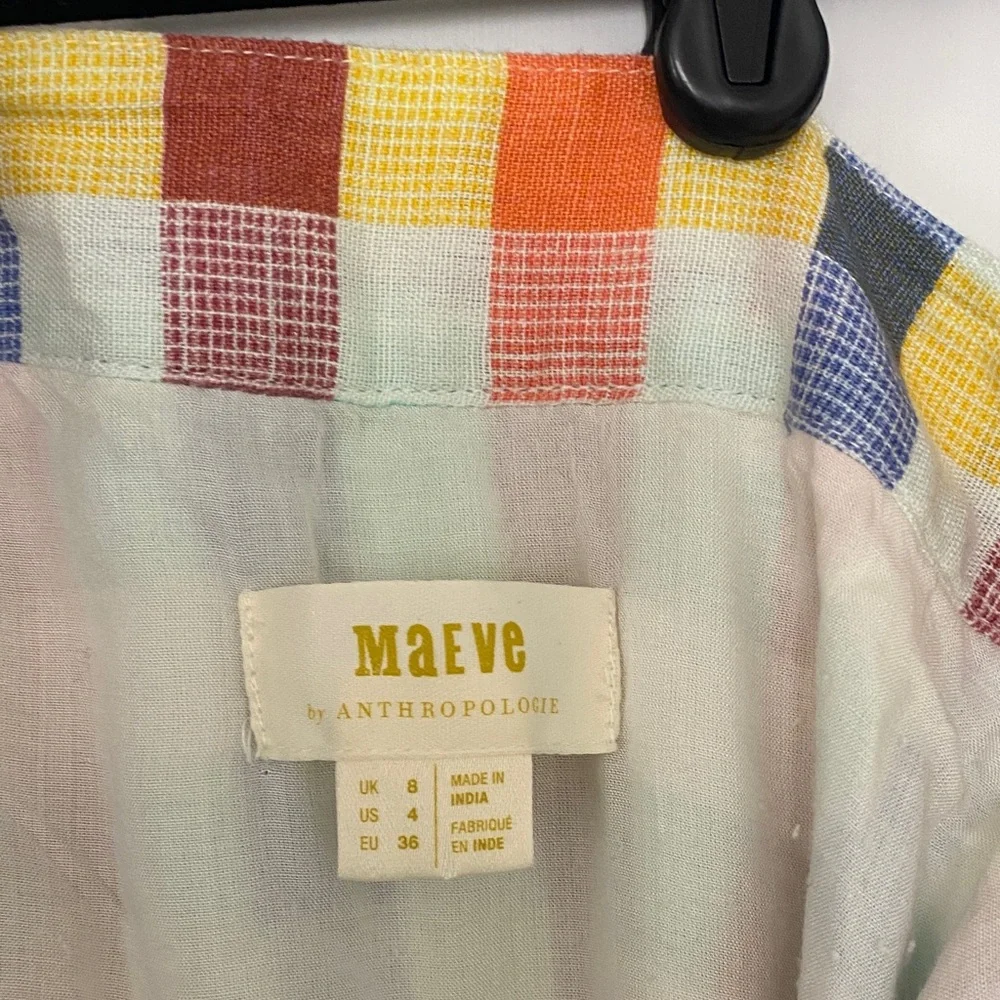 MaEVe
by ANTHROPOLOGIE
UK 8
US 4
EU 36
MADE IN
INDIA
FABRIQUÉ
EN INDE